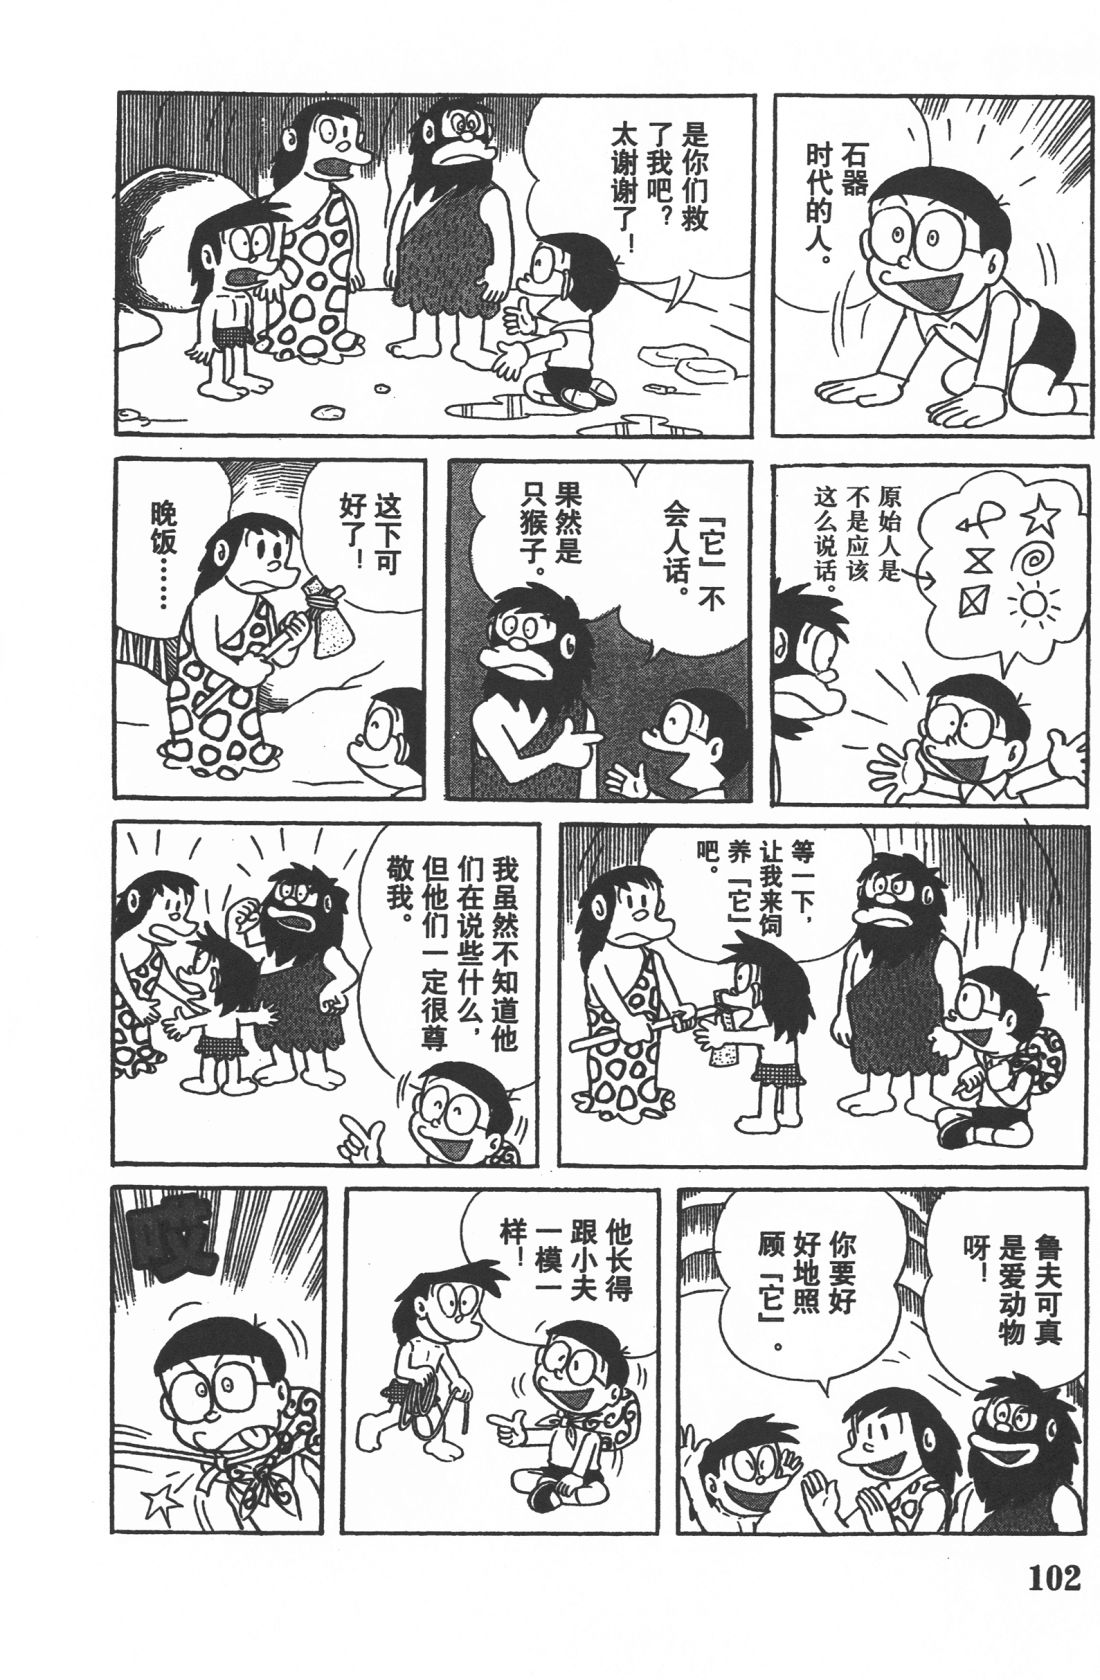 石器
时代的
人。
是你们救
了我吧?
太谢谢了!
原始人是
不是应该
这么说话。
『它』不
会人话。
果然是
只猴子。
这下可
好了!
晚饭……
等一下,
让我来饲
养『它』
吧。
我虽然不知道他
们在说些什么,
但他们一定很尊
敬我。
鲁夫可真
是爱动物
呀!
你要好
好地照
顾『它』。
他长得
跟小夫
一模一
样!
哎
102